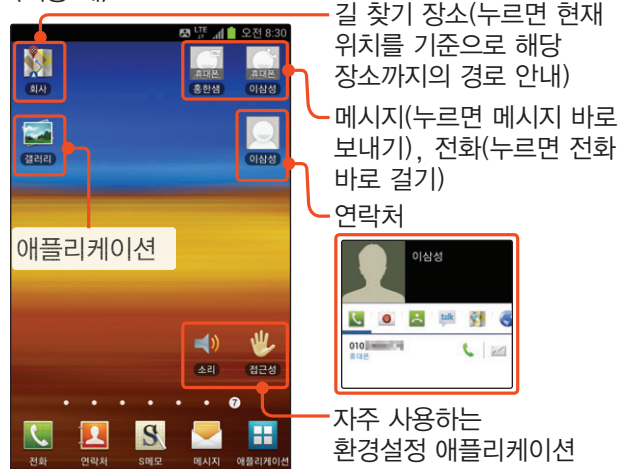 오전 8:30
LTE
회사
휴대폰
홍한샘
휴대폰
이삼성
갤러리
이삼성
애플리케이션
소리
접근성
7
전화
연락처
S메모
메시지
애플리케이션
길 찾기 장소(누르면 현재
위치를 기준으로 해당
장소까지의 경로 안내)
메시지(누르면 메시지 바로
보내기), 전화(누르면 전화
바로 걸기)
연락처
이삼성
talk
010
휴대폰
자주 사용하는
환경설정 애플리케이션